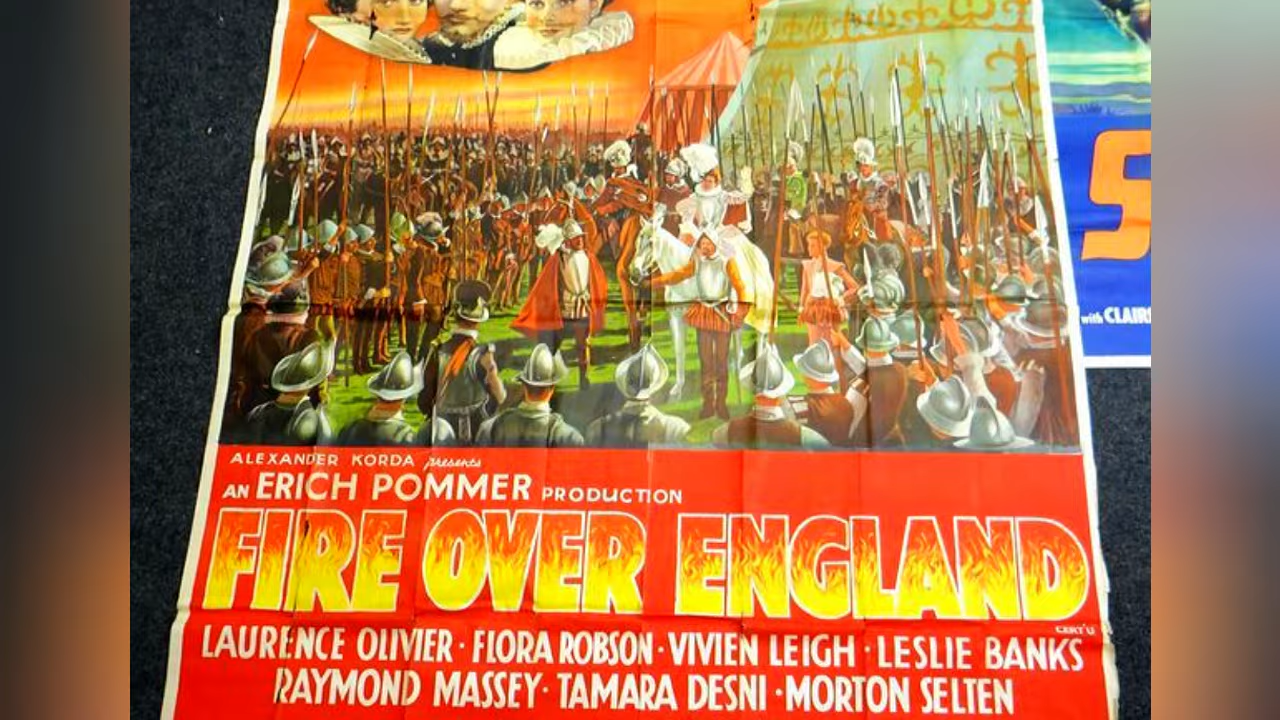 ALEXANDER KORDA presents
AN ERICH POMMER PRODUCTION
FIRE OVER ENGLAND
CERT 'U'
LAURENCE OLIVIER · FLORA ROBSON · VIVIEN LEIGH · LESLIE BANKS
RAYMOND MASSEY · TAMARA DESNI · MORTON SELTEN
S
with CLAIR